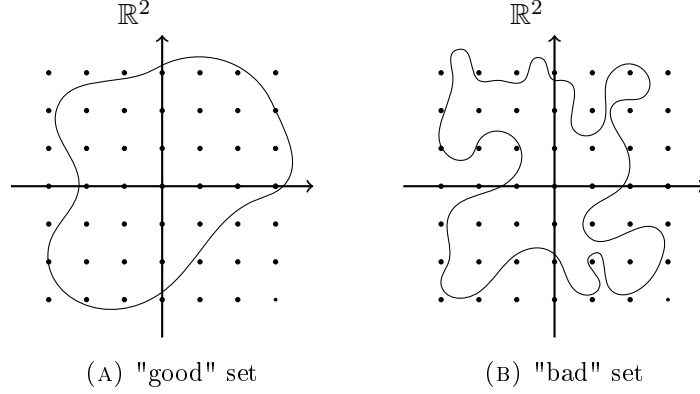 ℝ² ℝ²
(A) "good" set (B) "bad" set